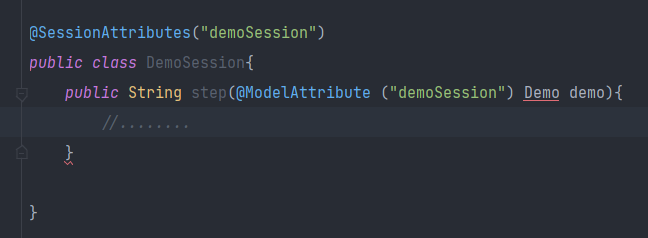 @SessionAttributes("demoSession")
public class DemoSession{
public String step(@ModelAttribute ("demoSession") Demo demo){
//........
}
}